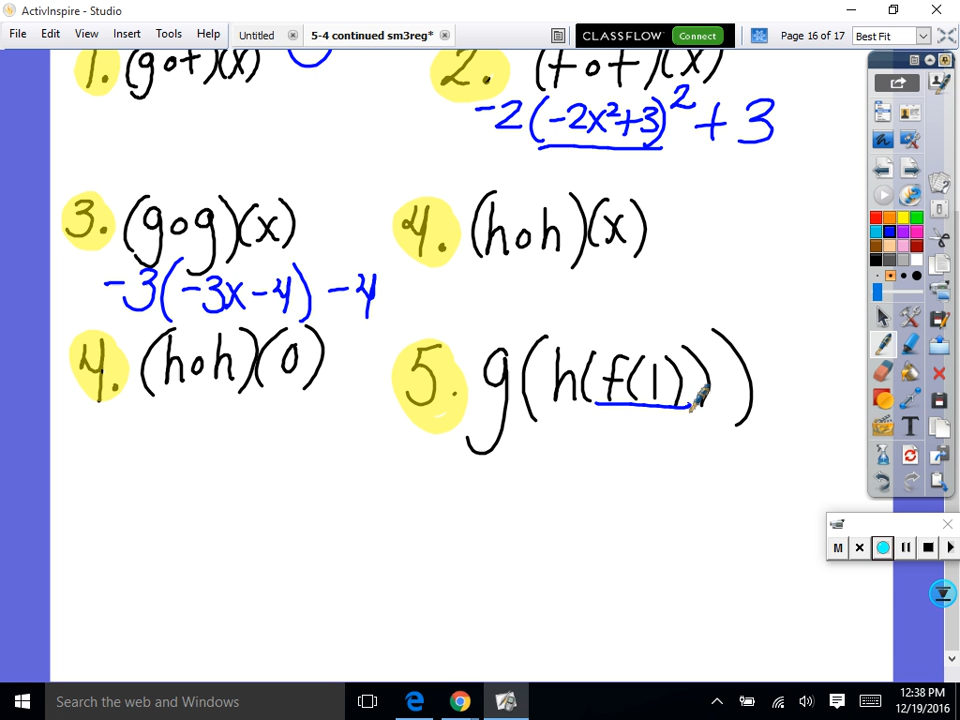 ActivInspire - Studio
File Edit View Insert Tools Help
Untitled
5-4 continued sm3reg*
CLASSFLOW Connect
Page 16 of 17
Best Fit
1. (g∘f)(x)
2. (f∘f)(x)
-2(-2x²+3)² + 3
3. (g∘g)(x)
4. (h∘h)(x)
-3(-3x-4) -4
4. (h∘h)(0)
5. g(h(f(1)))
M
Search the web and Windows
12:38 PM
12/19/2016